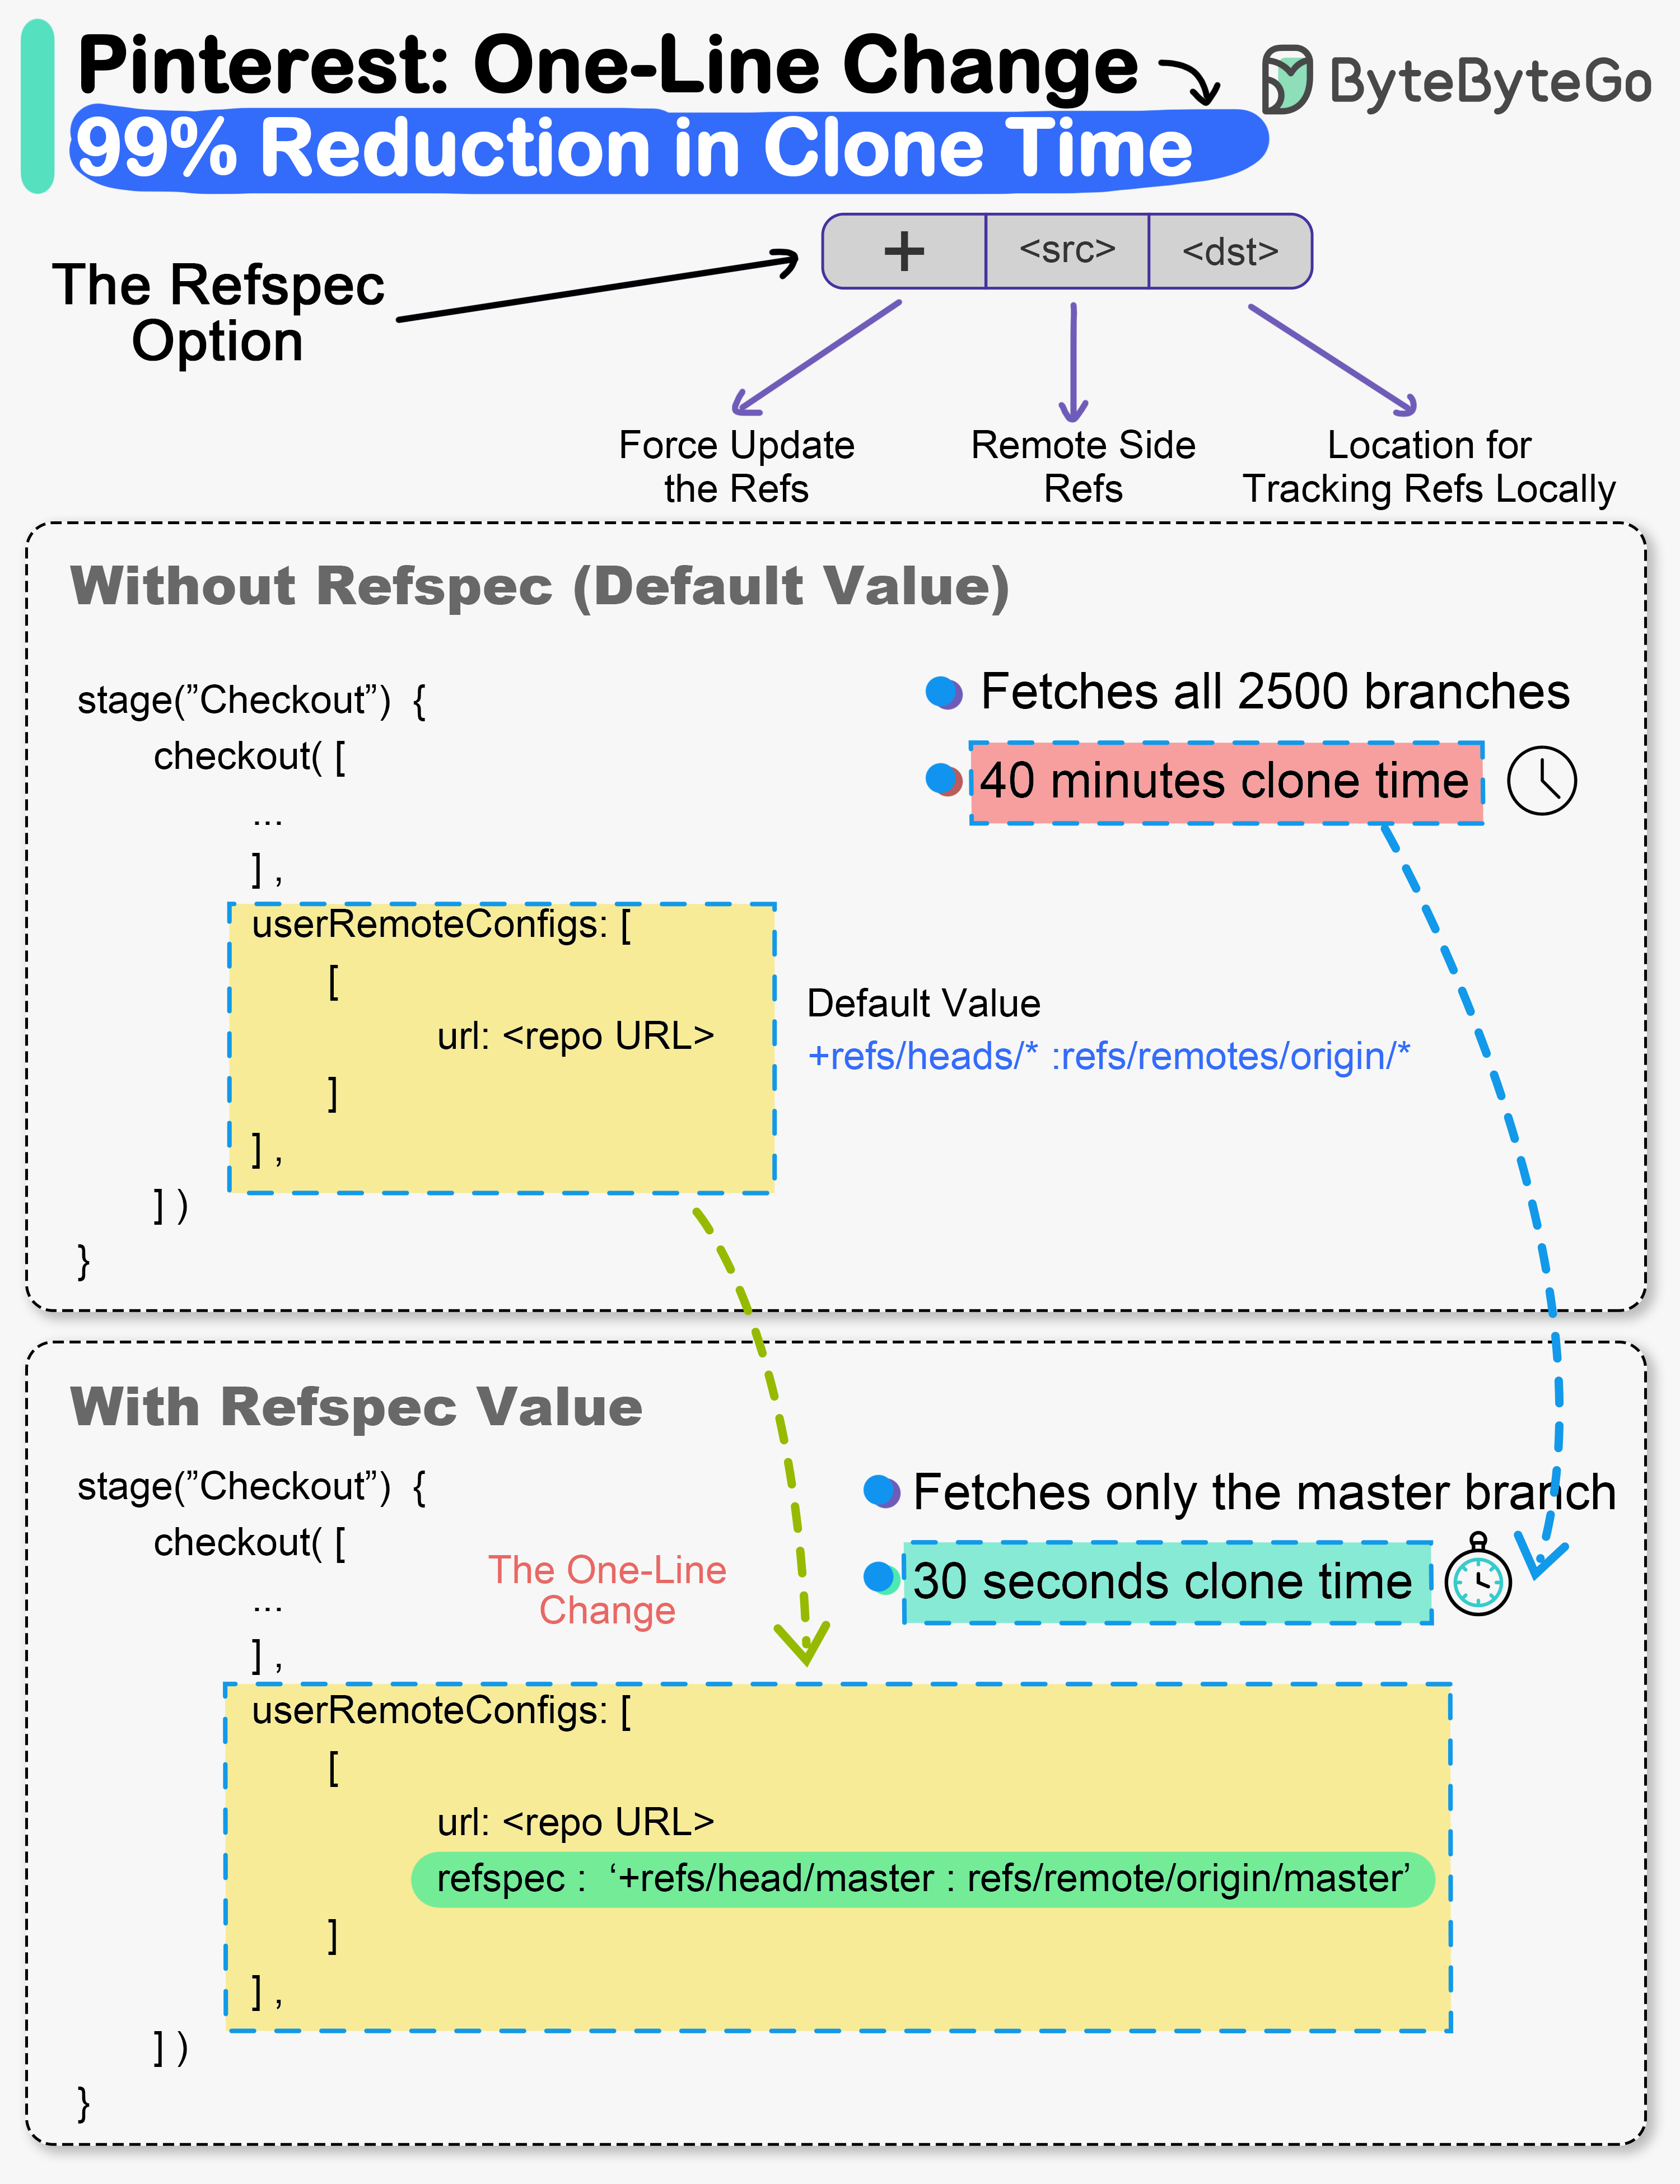 Pinterest: One-Line Change
ByteByteGo
99% Reduction in Clone Time
The Refspec
Option
+ <src> <dst>
Force Update
the Refs
Remote Side
Refs
Location for
Tracking Refs Locally
Without Refspec (Default Value)
stage(”Checkout”) {
checkout( [
...
] ,
userRemoteConfigs: [
[
url: <repo URL>
]
] ,
] )
}
Fetches all 2500 branches
40 minutes clone time
Default Value
+refs/heads/* :refs/remotes/origin/*
With Refspec Value
stage(”Checkout”) {
checkout( [
...
] ,
The One-Line
Change
Fetches only the master branch
30 seconds clone time
userRemoteConfigs: [
[
url: <repo URL>
refspec : ‘+refs/head/master : refs/remote/origin/master’
]
] ,
] )
}